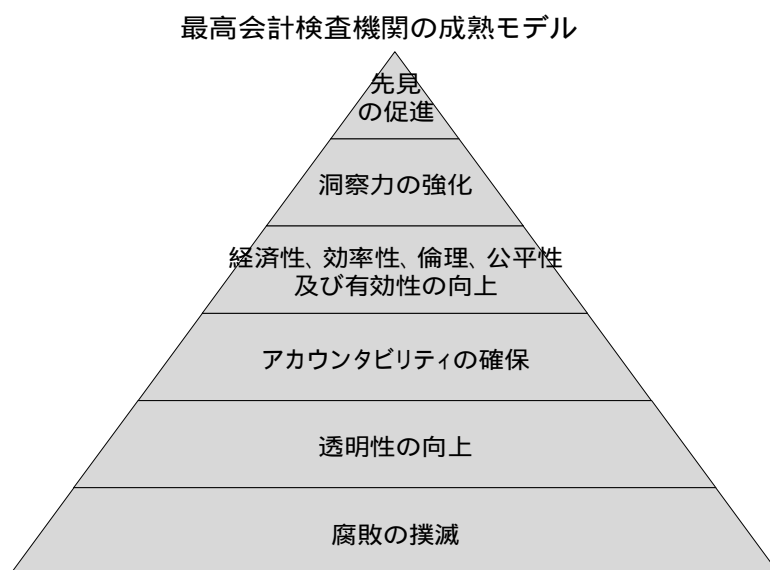 最高会計検査機関の成熟モデル
先見
の促進
洞察力の強化
経済性、効率性、倫理、公平性
及び有効性の向上
アカウンタビリティの確保
透明性の向上
腐敗の撲滅